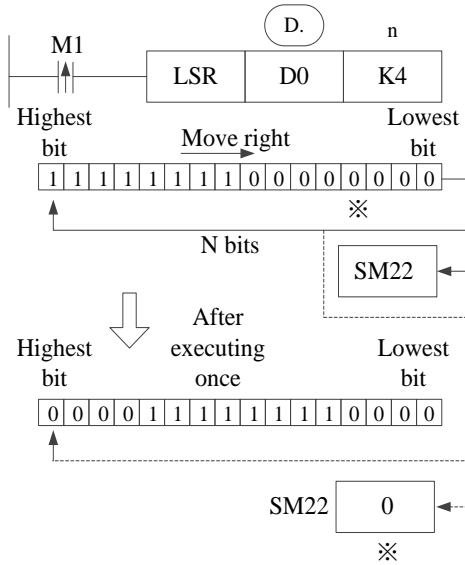 D.
n
M1
LSR D0 K4
Highest bit
Move right
Lowest bit
1 1 1 1 1 1 1 1 0 0 0 0 0 0 0 0
※
N bits
SM22
After executing once
Highest bit
Lowest bit
0 0 0 0 1 1 1 1 1 1 1 1 0 0 0 0
SM22 0
※